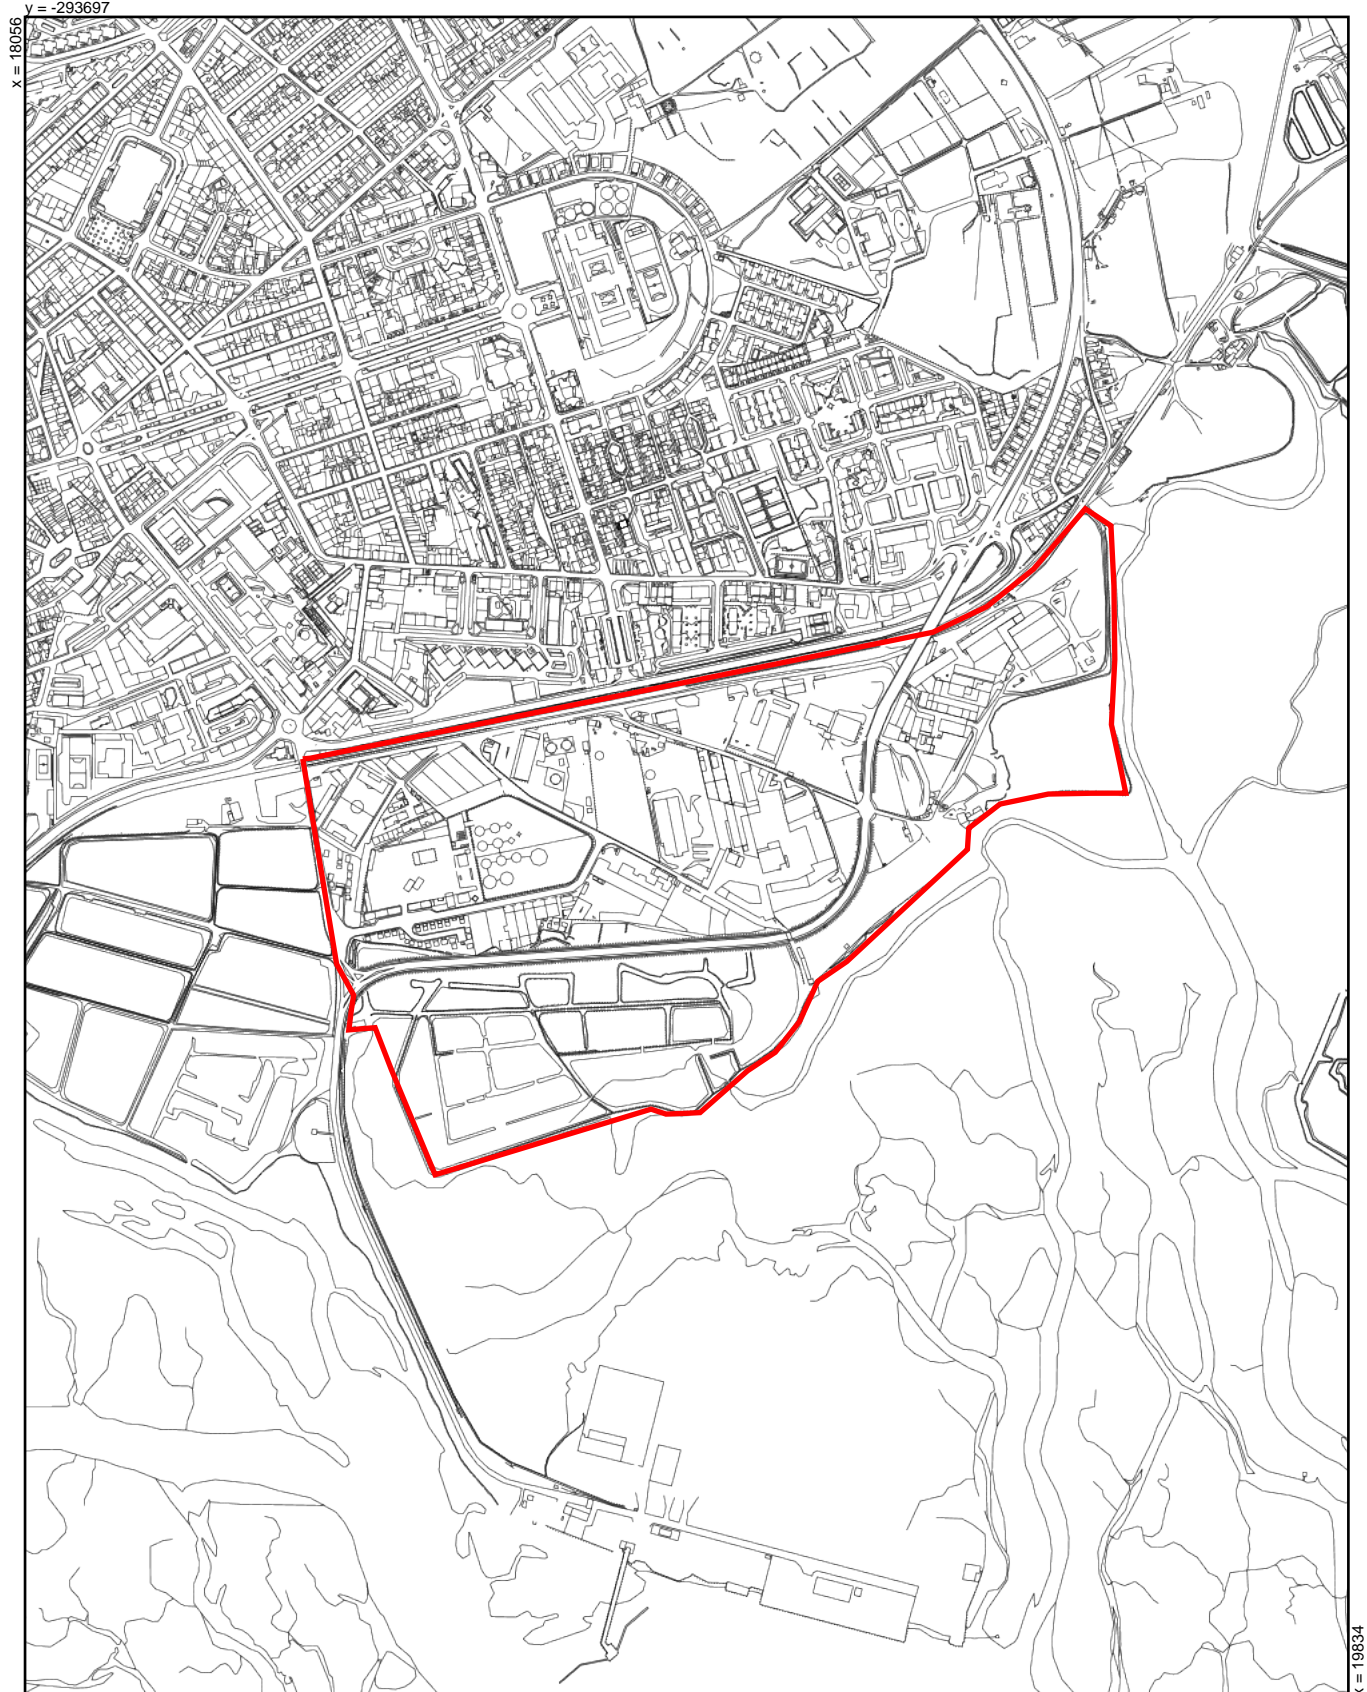 y = -293697
x = 18056
x = 19834